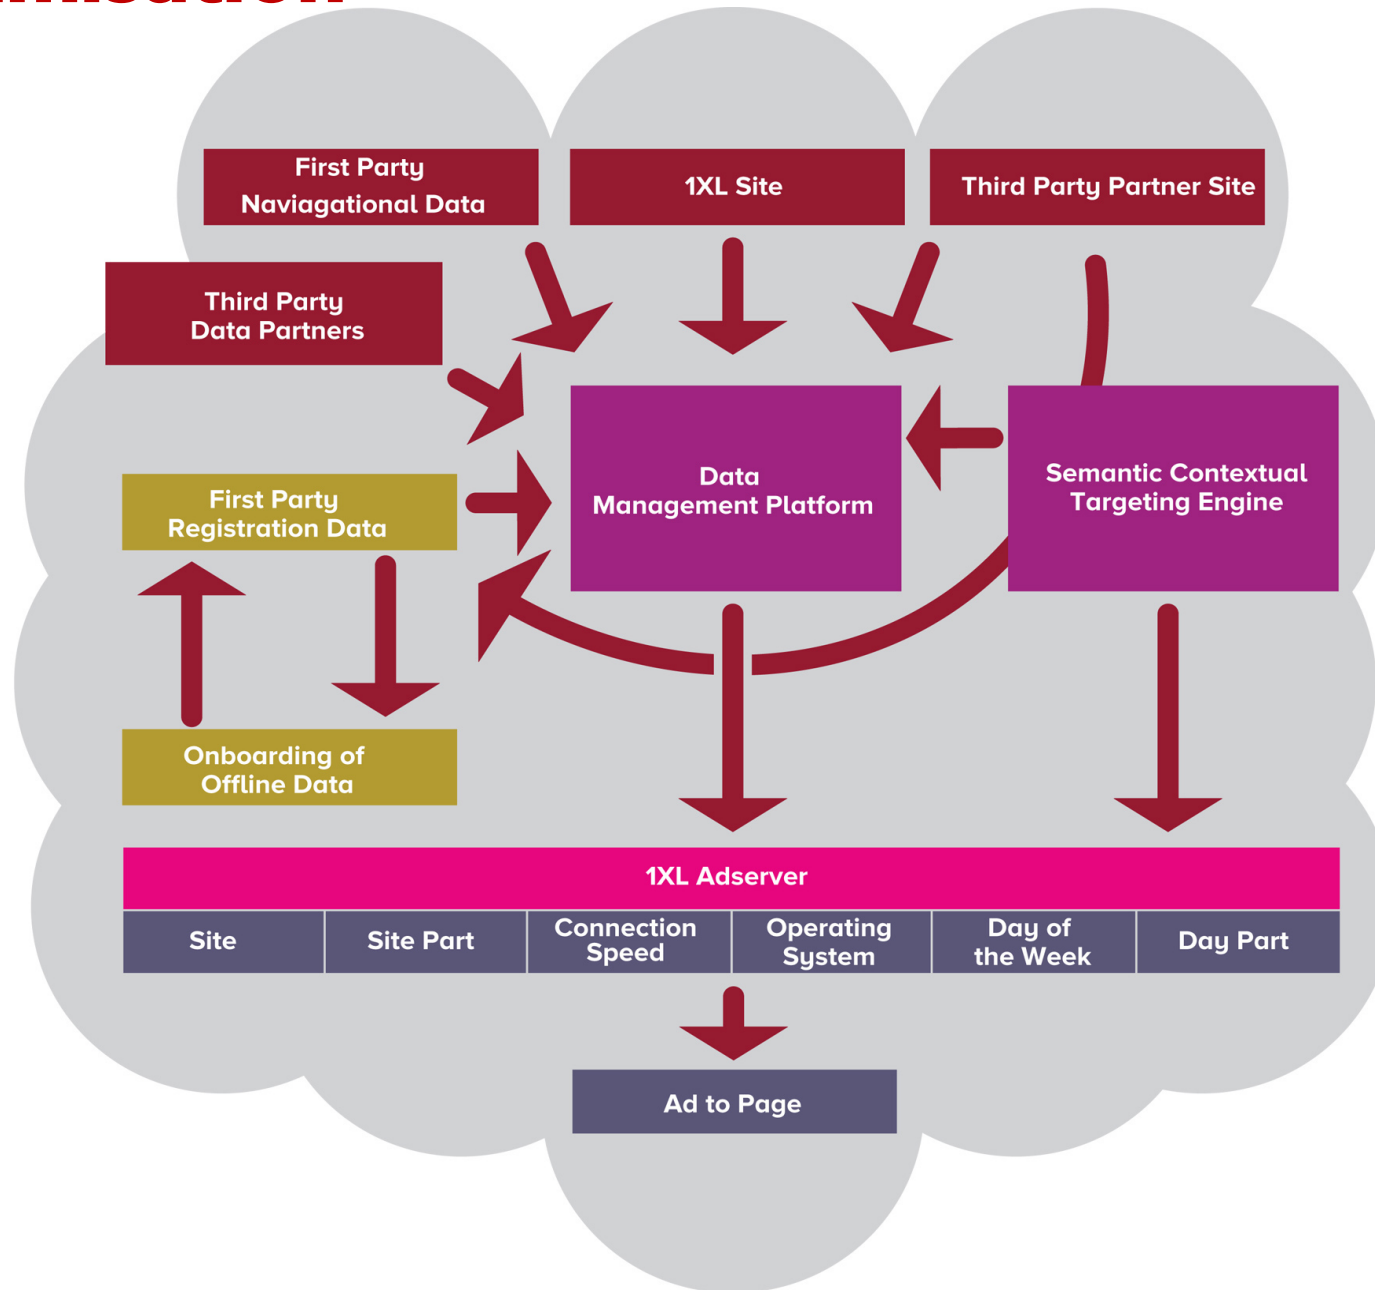 First Party
Naviagational Data
1XL Site
Third Party Partner Site
Third Party
Data Partners
Data
Management Platform
Semantic Contextual
Targeting Engine
First Party
Registration Data
Onboarding of
Offline Data
1XL Adserver
Site
Site Part
Connection
Speed
Operating
System
Day of
the Week
Day Part
Ad to Page